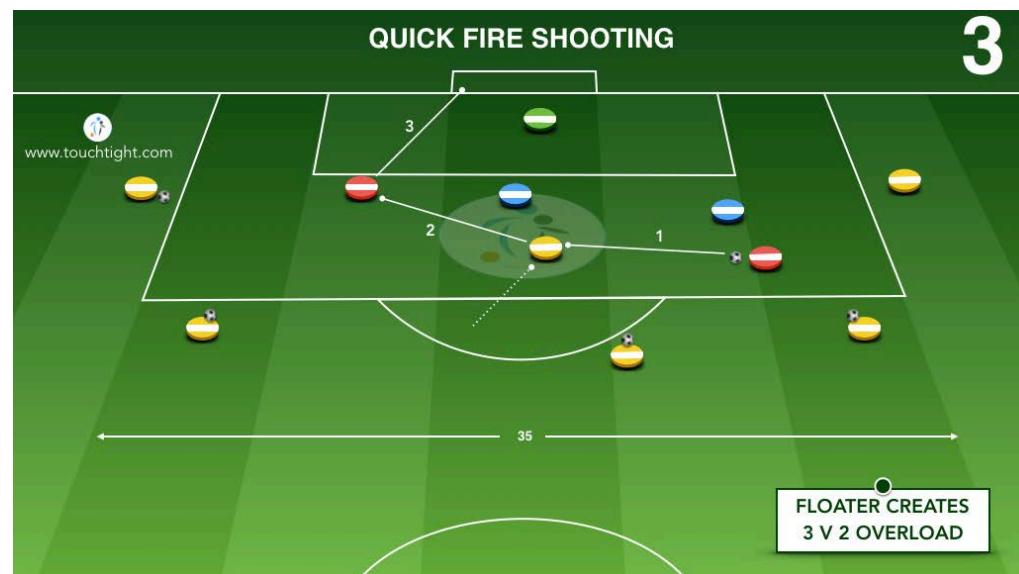 QUICK FIRE SHOOTING
3
3
www.touchtight.com
2
1
35
FLOATER CREATES
3 V 2 OVERLOAD